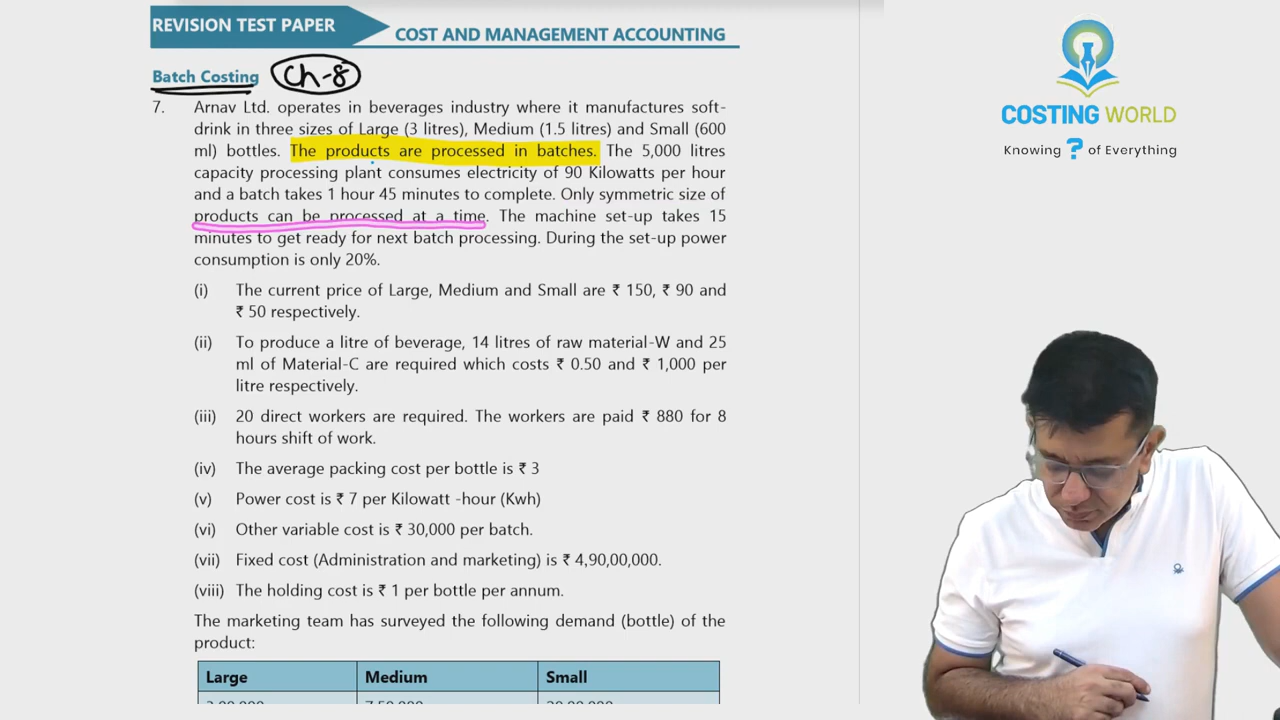 REVISION TEST PAPER
COST AND MANAGEMENT ACCOUNTING
Batch Costing Ch-8
7. Arnav Ltd. operates in beverages industry where it manufactures soft-
drink in three sizes of Large (3 litres), Medium (1.5 litres) and Small (600
ml) bottles. The products are processed in batches. The 5,000 litres
capacity processing plant consumes electricity of 90 Kilowatts per hour
and a batch takes 1 hour 45 minutes to complete. Only symmetric size of
products can be processed at a time. The machine set-up takes 15
minutes to get ready for next batch processing. During the set-up power
consumption is only 20%.
(i) The current price of Large, Medium and Small are ₹ 150, ₹ 90 and
₹ 50 respectively.
(ii) To produce a litre of beverage, 14 litres of raw material-W and 25
ml of Material-C are required which costs ₹ 0.50 and ₹ 1,000 per
litre respectively.
(iii) 20 direct workers are required. The workers are paid ₹ 880 for 8
hours shift of work.
(iv) The average packing cost per bottle is ₹ 3
(v) Power cost is ₹ 7 per Kilowatt -hour (Kwh)
(vi) Other variable cost is ₹ 30,000 per batch.
(vii) Fixed cost (Administration and marketing) is ₹ 4,90,00,000.
(viii) The holding cost is ₹ 1 per bottle per annum.
The marketing team has surveyed the following demand (bottle) of the
product:
Large Medium Small
COSTING WORLD
Knowing ? of Everything